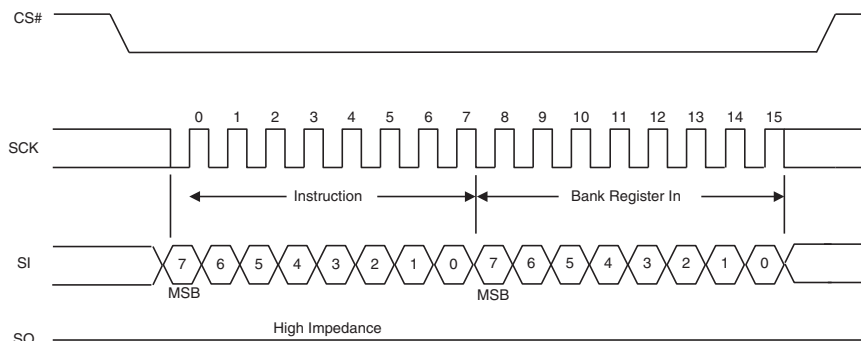 CS#
0 1 2 3 4 5 6 7 8 9 10 11 12 13 14 15
SCK
Instruction Bank Register In
SI 7 6 5 4 3 2 1 0 7 6 5 4 3 2 1 0
MSB MSB
High Impedance
SO